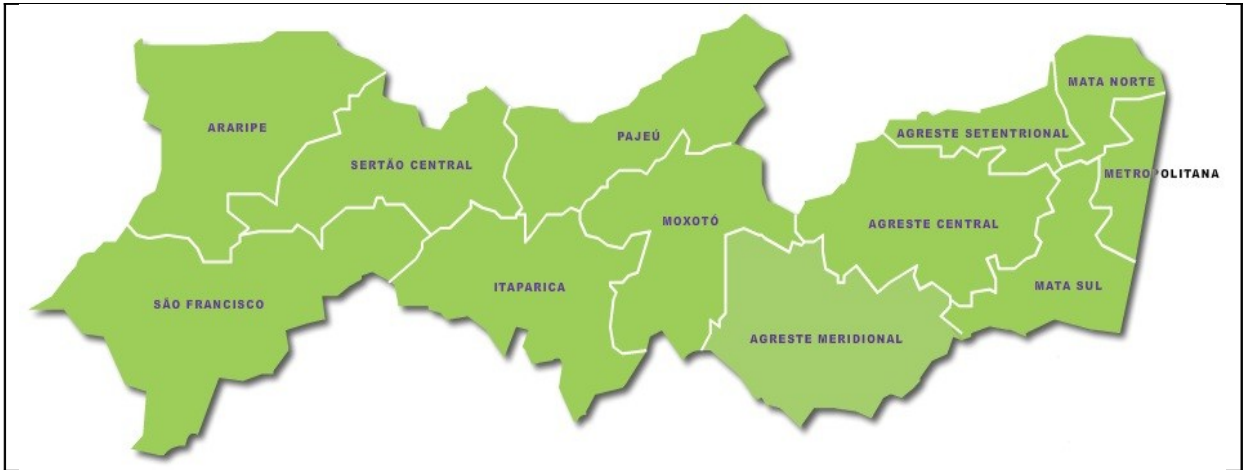 MATA NORTE
ARARIPE
AGRESTE SETENTRIONAL
PAJEÚ
SERTÃO CENTRAL
METROPOLITANA
MOXOTÓ
AGRESTE CENTRAL
ITAPARICA
MATA SUL
SÃO FRANCISCO
AGRESTE MERIDIONAL